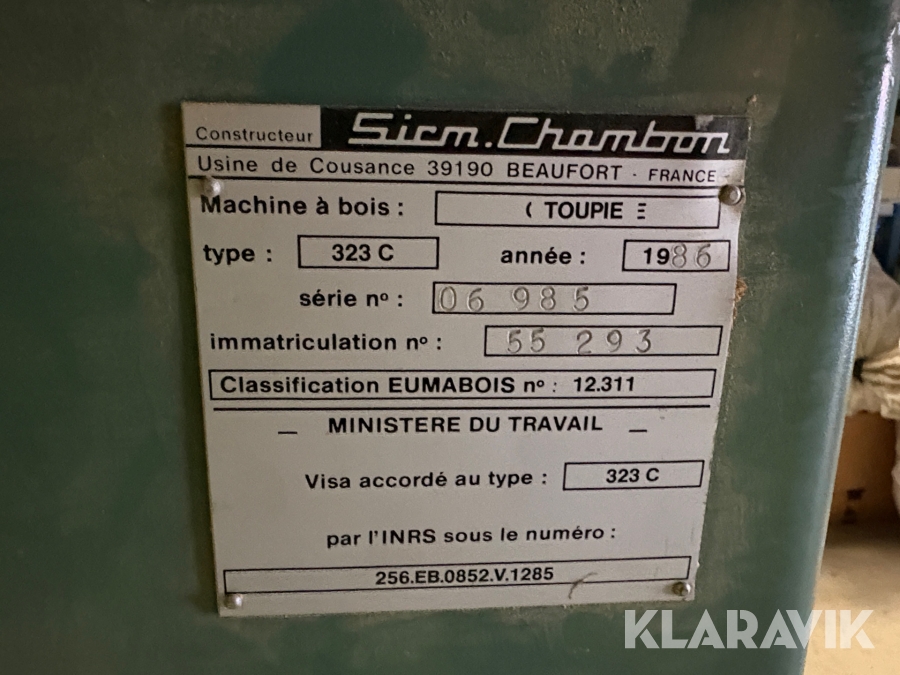 Constructeur Sicm.Chambon
Usine de Cousance 39190 BEAUFORT - FRANCE
Machine à bois : TOUPIE
type : 323 C année : 1986
série nº : 06 985
immatriculation nº : 55 293
Classification EUMABOIS nº : 12.311
— MINISTERE DU TRAVAIL —
Visa accordé au type : 323 C
par l'INRS sous le numéro :
256.EB.0852.V.1285
KLARAVIK